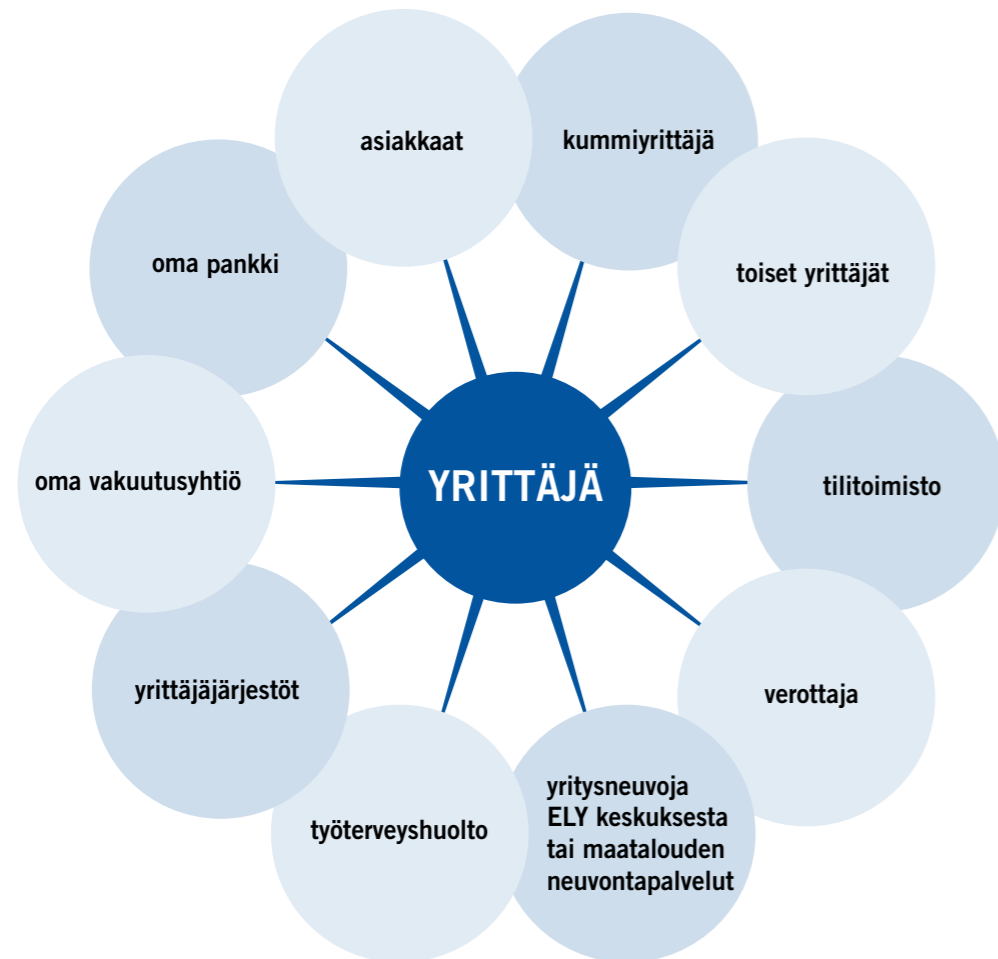 asiakkaat
kummiyrittäjä
oma pankki
toiset yrittäjät
oma vakuutusyhtiö
YRITTÄJÄ
tilitoimisto
yrittäjäjärjestöt
verottaja
työterveyshuolto
yritysneuvoja
ELY keskuksesta
tai maatalouden
neuvontapalvelut